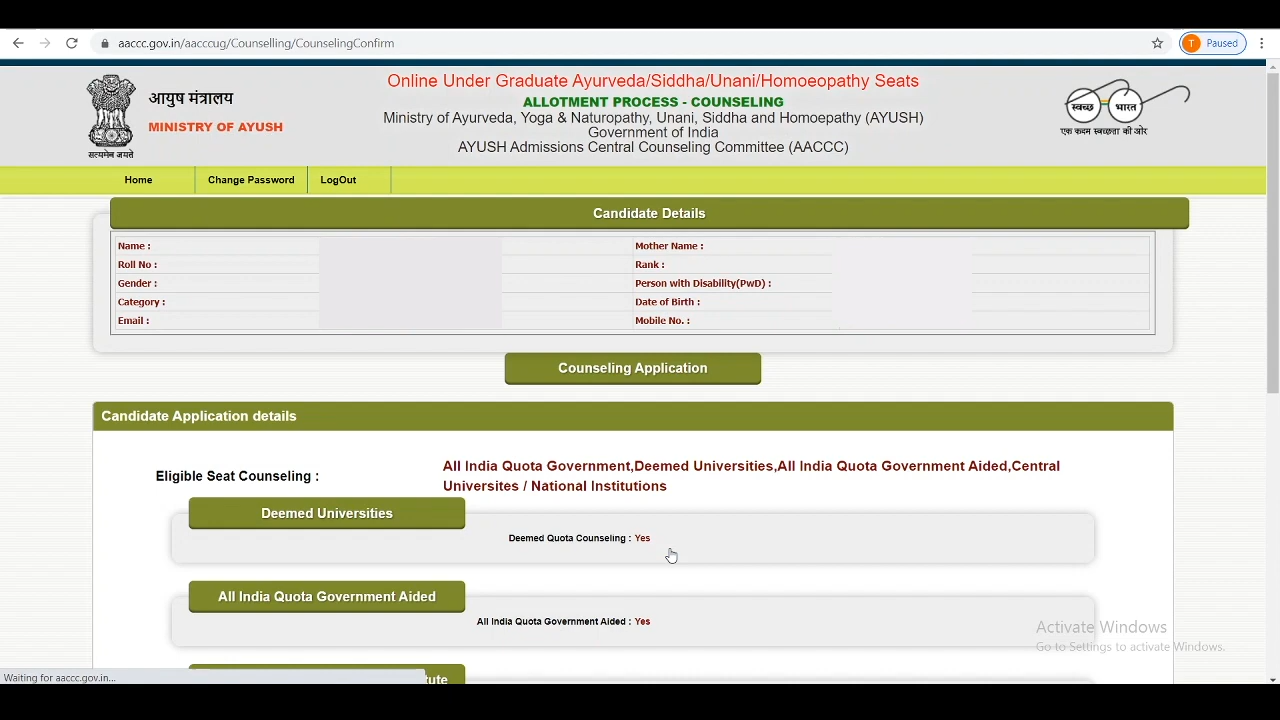 aaccc.gov.in/aaccug/Counselling/CounselingConfirm
T Paused
आयुष मंत्रालय
MINISTRY OF AYUSH
सत्यमेव जयते
Online Under Graduate Ayurveda/Siddha/Unani/Homoeopathy Seats
ALLOTMENT PROCESS - COUNSELING
Ministry of Ayurveda, Yoga & Naturopathy, Unani, Siddha and Homoepathy (AYUSH)
Government of India
AYUSH Admissions Central Counseling Committee (AACCC)
स्वच्छ भारत
एक कदम स्वच्छता की ओर
Home Change Password LogOut
Candidate Details
Name : Mother Name :
Roll No : Rank :
Gender : Person with Disability(PwD) :
Category : Date of Birth :
Email : Mobile No. :
Counseling Application
Candidate Application details
Eligible Seat Counseling : All India Quota Government,Deemed Universities,All India Quota Government Aided,Central
Universites / National Institutions
Deemed Universities
Deemed Quota Counseling : Yes
All India Quota Government Aided
All India Quota Government Aided : Yes
Activate Windows
Go to Settings to activate Windows.
Waiting for aaccc.gov.in...